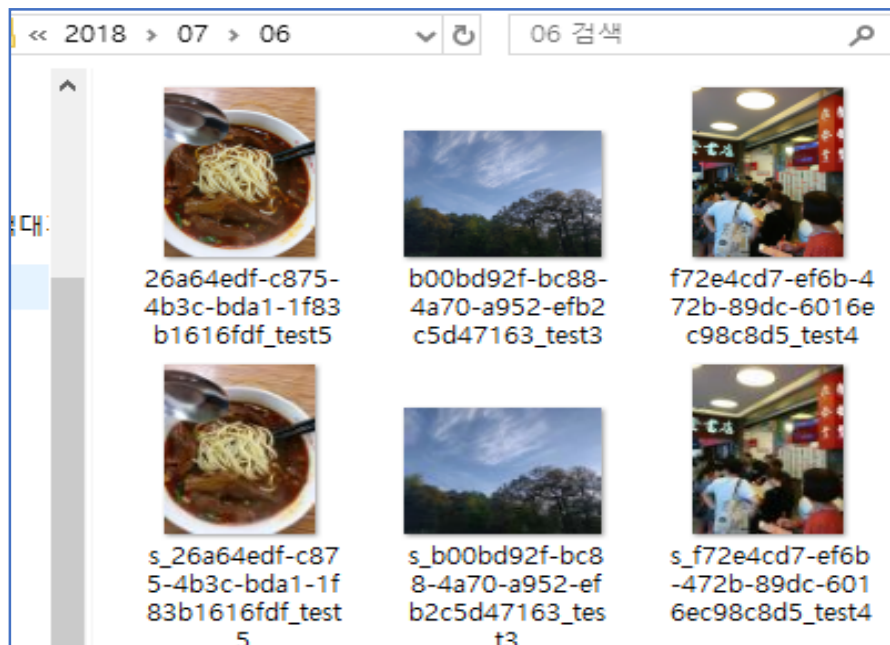 « 2018 > 07 > 06
06 검색
대
26a64edf-c875-
4b3c-bda1-1f83
b1616fdf_test5
b00bd92f-bc88-
4a70-a952-efb2
c5d47163_test3
f72e4cd7-ef6b-4
72b-89dc-6016e
c98c8d5_test4
s_26a64edf-c87
5-4b3c-bda1-1f
83b1616fdf_test
5
s_b00bd92f-bc8
8-4a70-a952-ef
b2c5d47163_tes
t3
s_f72e4cd7-ef6b
-472b-89dc-601
6ec98c8d5_test4